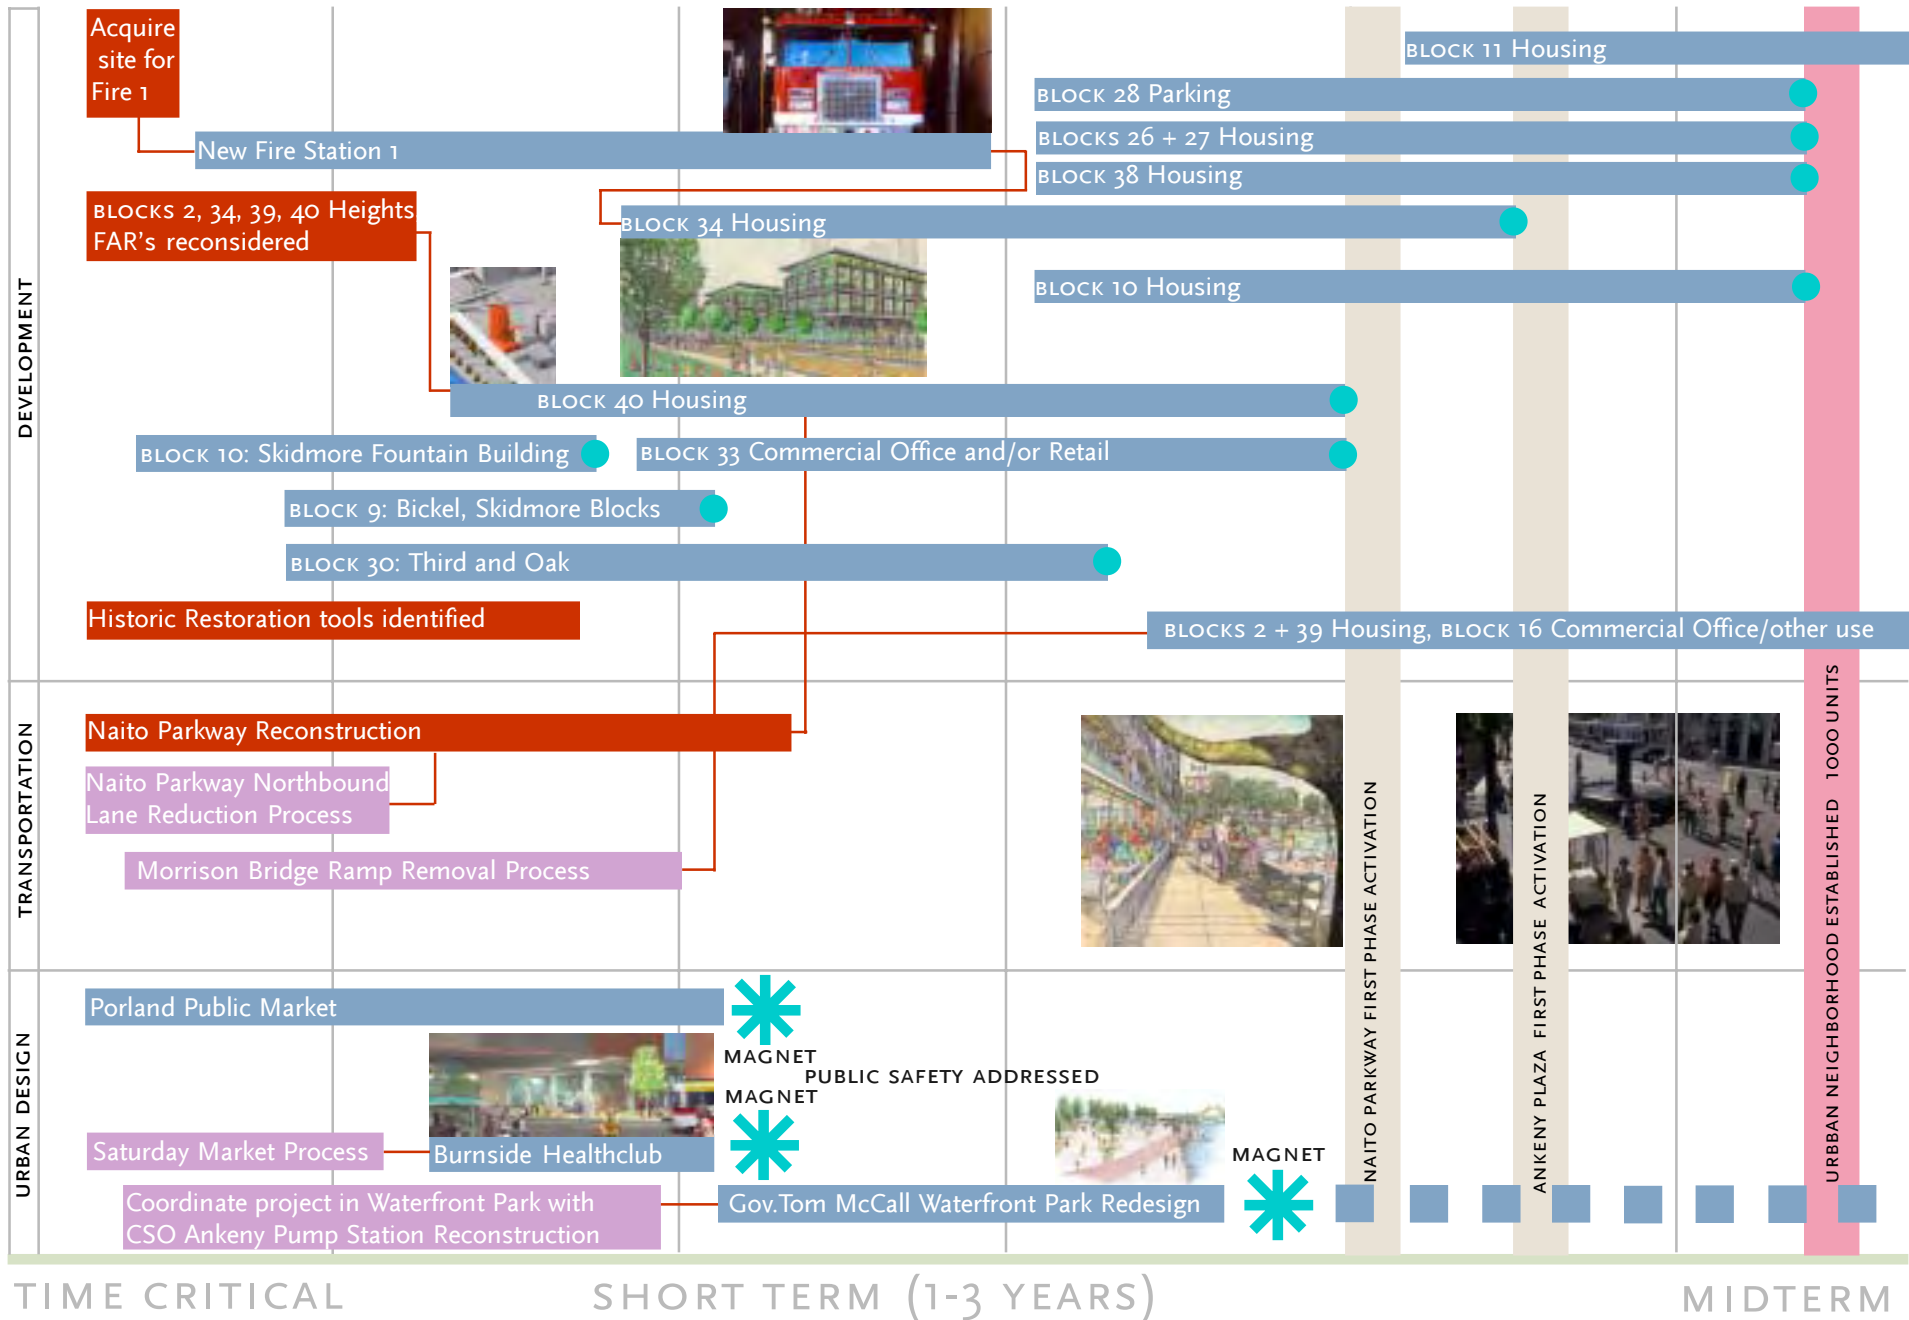 Acquire
site for
Fire 1
BLOCK 11 Housing
BLOCK 28 Parking
BLOCKS 26 + 27 Housing
New Fire Station 1
BLOCK 38 Housing
BLOCKS 2, 34, 39, 40 Heights
FAR's reconsidered
BLOCK 34 Housing
BLOCK 10 Housing
DEVELOPMENT
BLOCK 40 Housing
BLOCK 10: Skidmore Fountain Building
BLOCK 33 Commercial Office and/or Retail
BLOCK 9: Bickel, Skidmore Blocks
BLOCK 30: Third and Oak
Historic Restoration tools identified
BLOCKS 2 + 39 Housing, BLOCK 16 Commercial Office/other use
TRANSPORTATION
Naito Parkway Reconstruction
Naito Parkway Northbound
Lane Reduction Process
Morrison Bridge Ramp Removal Process
NAITO PARKWAY FIRST PHASE ACTIVATION
ANKENY PLAZA FIRST PHASE ACTIVATION
URBAN NEIGHBORHOOD ESTABLISHED 1000 UNITS
URBAN DESIGN
Porland Public Market
MAGNET
PUBLIC SAFETY ADDRESSED
MAGNET
Saturday Market Process
Burnside Healthclub
MAGNET
Coordinate project in Waterfront Park with
CSO Ankeny Pump Station Reconstruction
Gov.Tom McCall Waterfront Park Redesign
TIME CRITICAL
SHORT TERM (1-3 YEARS)
MIDTERM